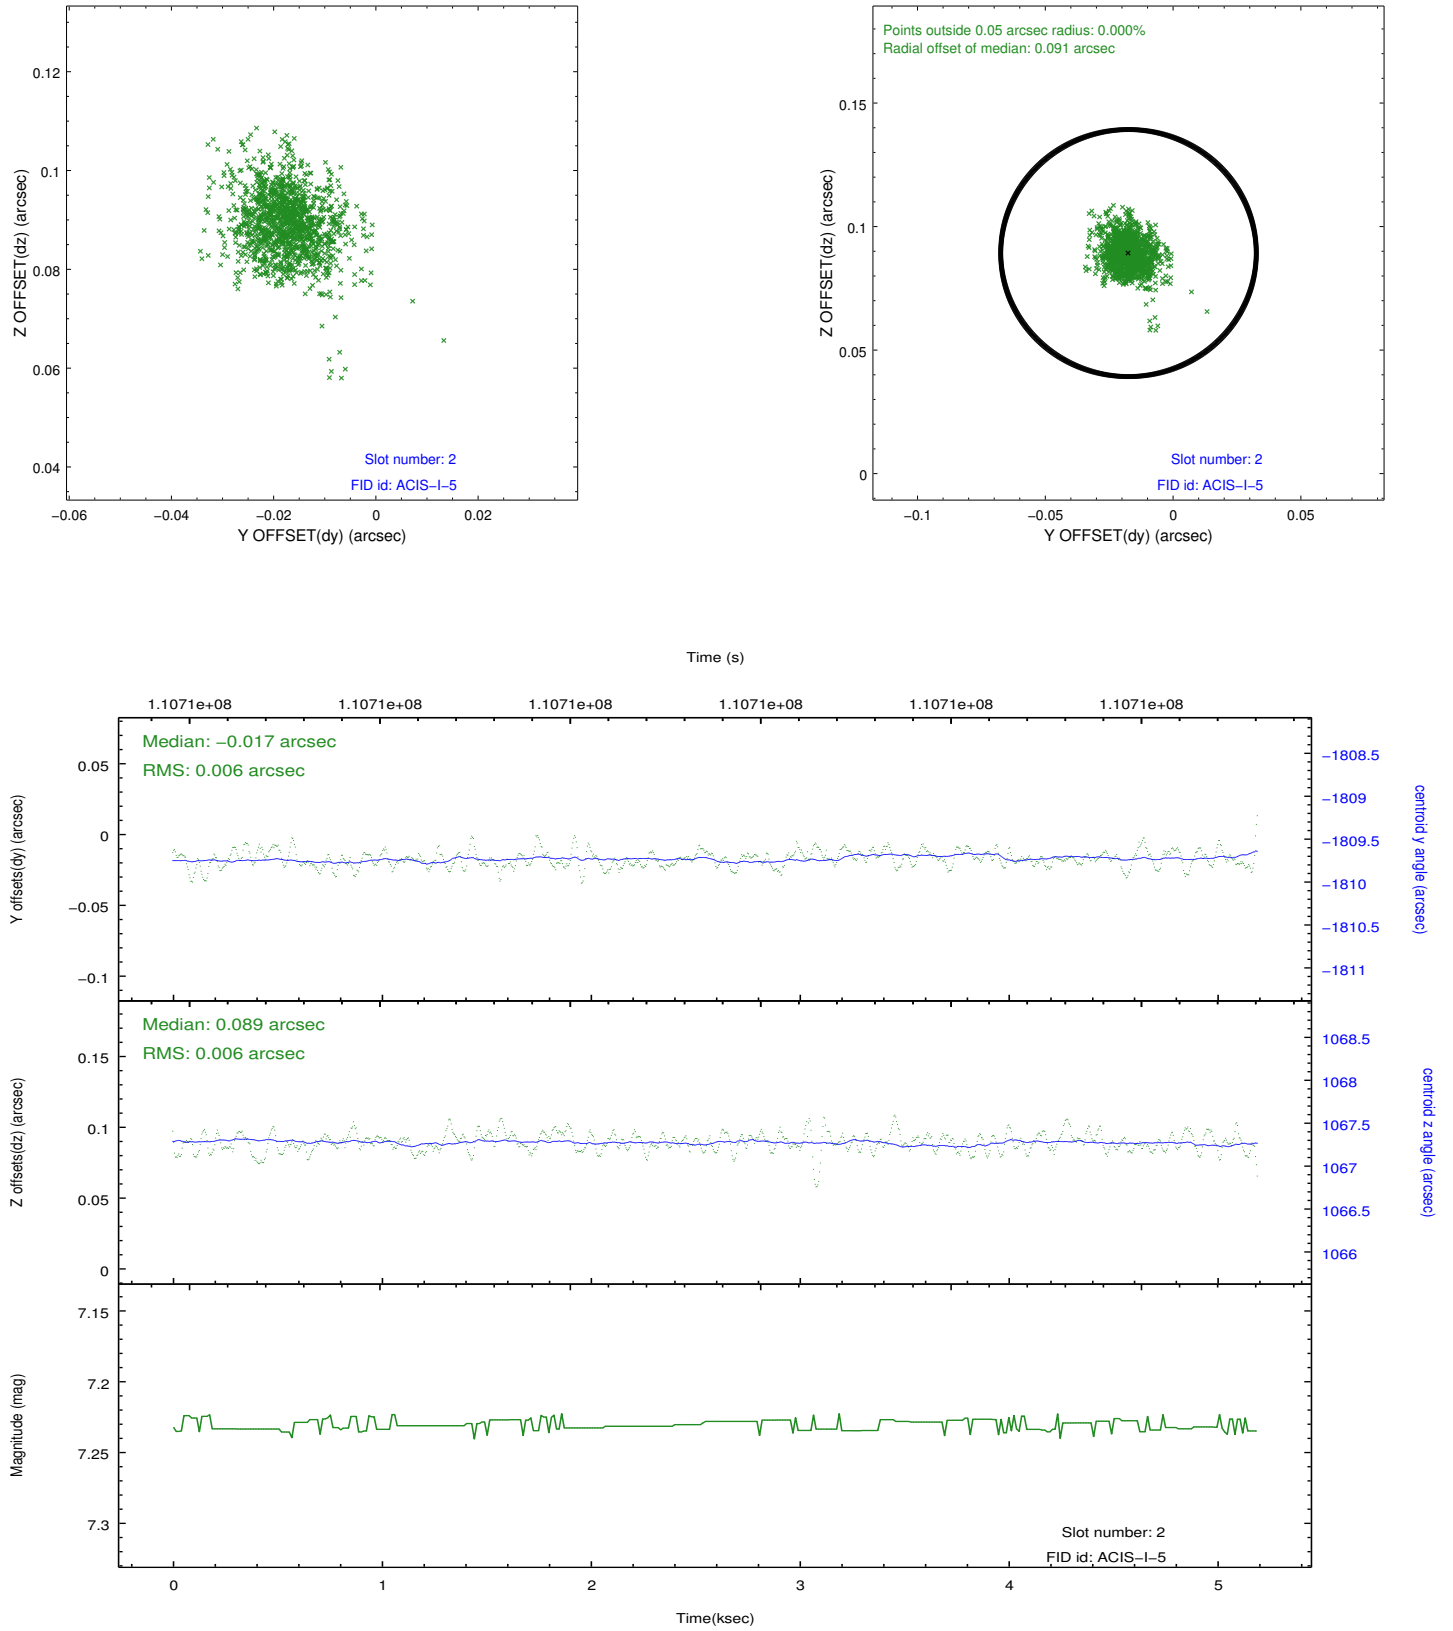 0.12
0.1
0.08
0.06
0.04
Z OFFSET(dz) (arcsec)
Slot number: 2
FID id: ACIS−I−5
−0.06
−0.04
−0.02
0
0.02
Y OFFSET(dy) (arcsec)
Points outside 0.05 arcsec radius: 0.000%
Radial offset of median: 0.091 arcsec
0.15
0.1
0.05
0
Z OFFSET(dz) (arcsec)
Slot number: 2
FID id: ACIS−I−5
−0.1
−0.05
0
0.05
Y OFFSET(dy) (arcsec)
Time (s)
1.1071e+08
1.1071e+08
1.1071e+08
1.1071e+08
1.1071e+08
1.1071e+08
Median: −0.017 arcsec
RMS: 0.006 arcsec
0.05
0
−0.05
−0.1
Y offsets(dy) (arcsec)
−1808.5
−1809
−1809.5
−1810
−1810.5
−1811
centroid y angle (arcsec)
Median: 0.089 arcsec
RMS: 0.006 arcsec
0.15
0.1
0.05
0
Z offsets(dz) (arcsec)
1068.5
1068
1067.5
1067
1066.5
1066
centroid z angle (arcsec)
7.15
7.2
7.25
7.3
Magnitude (mag)
Slot number: 2
FID id: ACIS−I−5
0
1
2
3
4
5
Time(ksec)